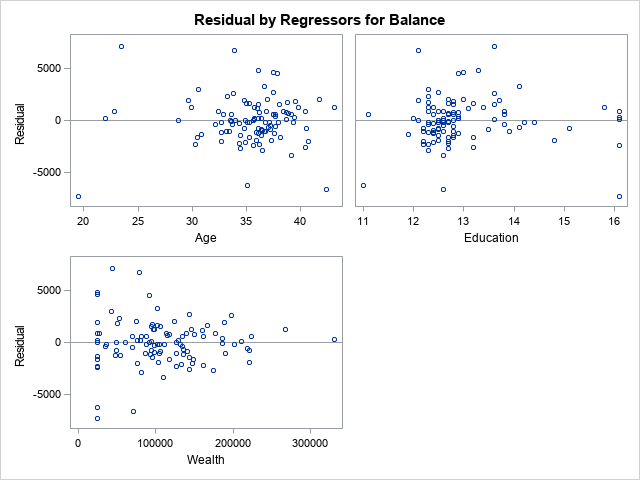 Residual by Regressors for Balance
5000
0
-5000
Residual
20 25 30 35 40
Age
11 12 13 14 15 16
Education
5000
0
-5000
Residual
0 100000 200000 300000
Wealth